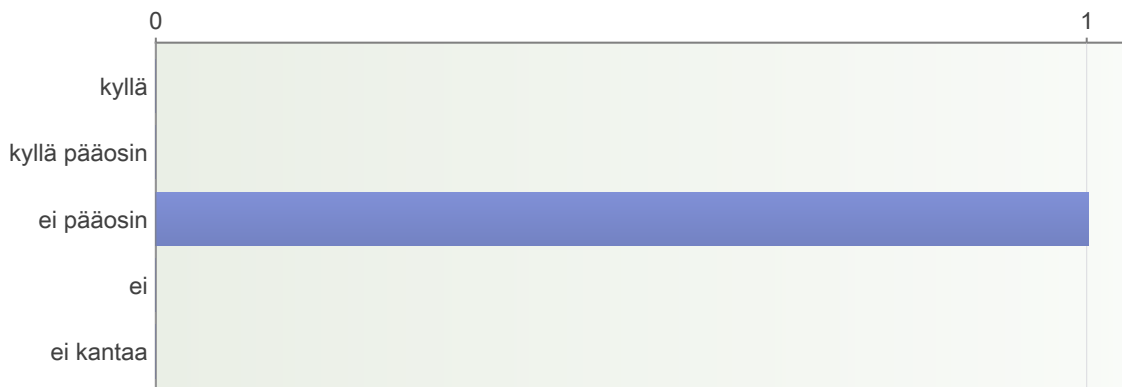 0 1
kyllä
kyllä pääosin
ei pääosin
ei
ei kantaa